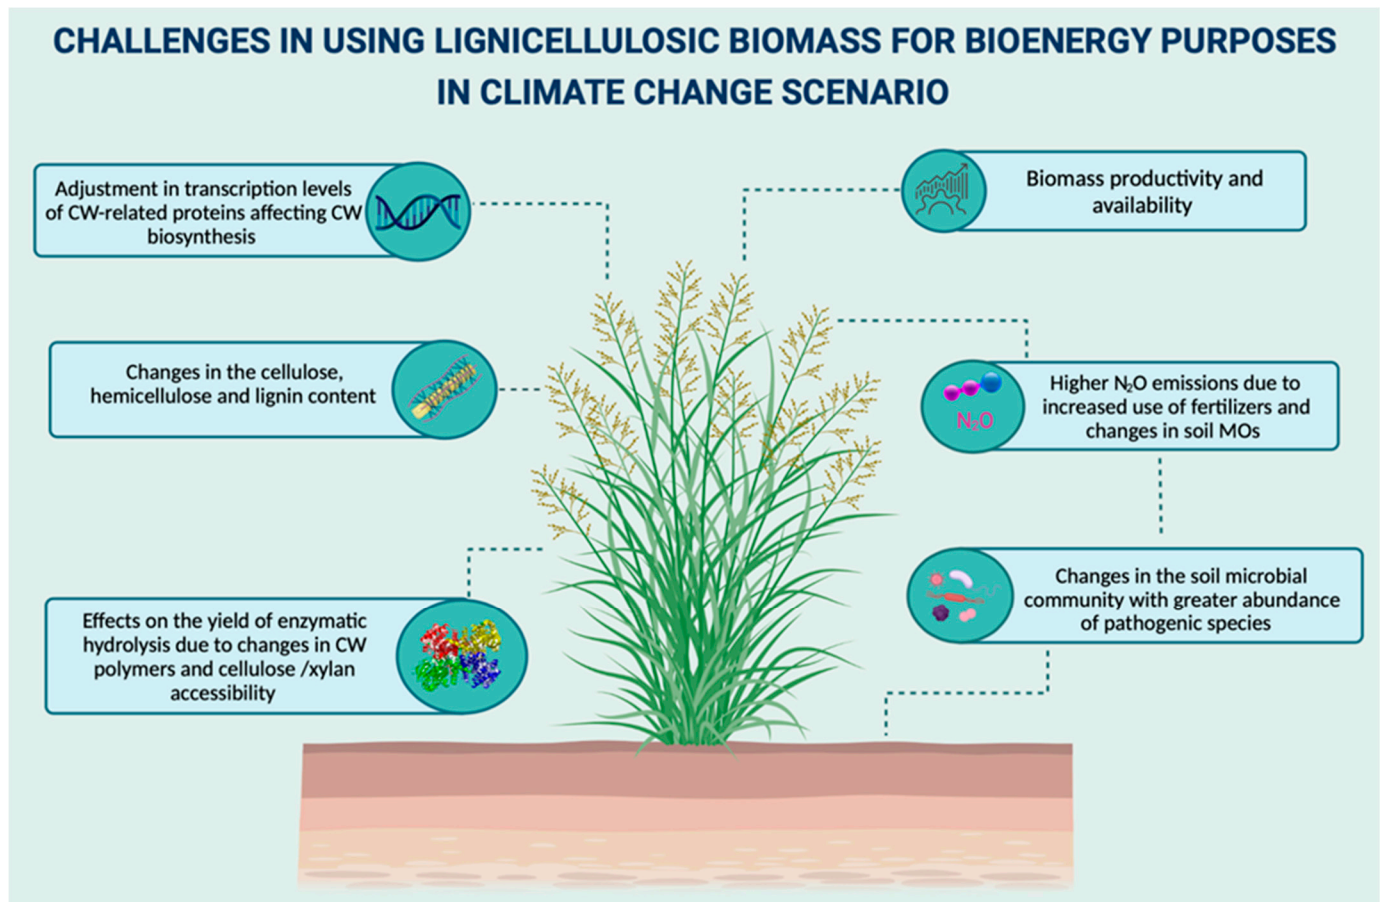 CHALLENGES IN USING LIGNICELLULOSIC BIOMASS FOR BIOENERGY PURPOSES
IN CLIMATE CHANGE SCENARIO
Adjustment in transcription levels
of CW-related proteins affecting CW
biosynthesis
Changes in the cellulose,
hemicellulose and lignin content
Effects on the yield of enzymatic
hydrolysis due to changes in CW
polymers and cellulose /xylan
accessibility
Biomass productivity and
availability
N₂O
Higher N₂O emissions due to
increased use of fertilizers and
changes in soil MOs
Changes in the soil microbial
community with greater abundance
of pathogenic species